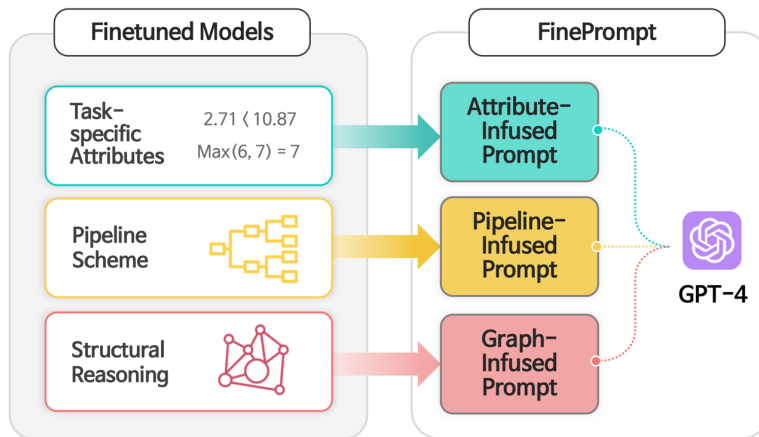 Finetuned Models
FinePrompt
Task-
specific
Attributes
2.71 < 10.87
Max(6, 7) = 7
Attribute-
Infused
Prompt
Pipeline
Scheme
Pipeline-
Infused
Prompt
GPT-4
Structural
Reasoning
Graph-
Infused
Prompt